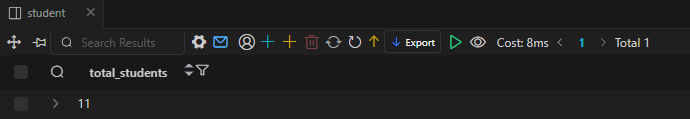 student
Search Results Export Cost: 8ms 1 Total 1
total_students
11